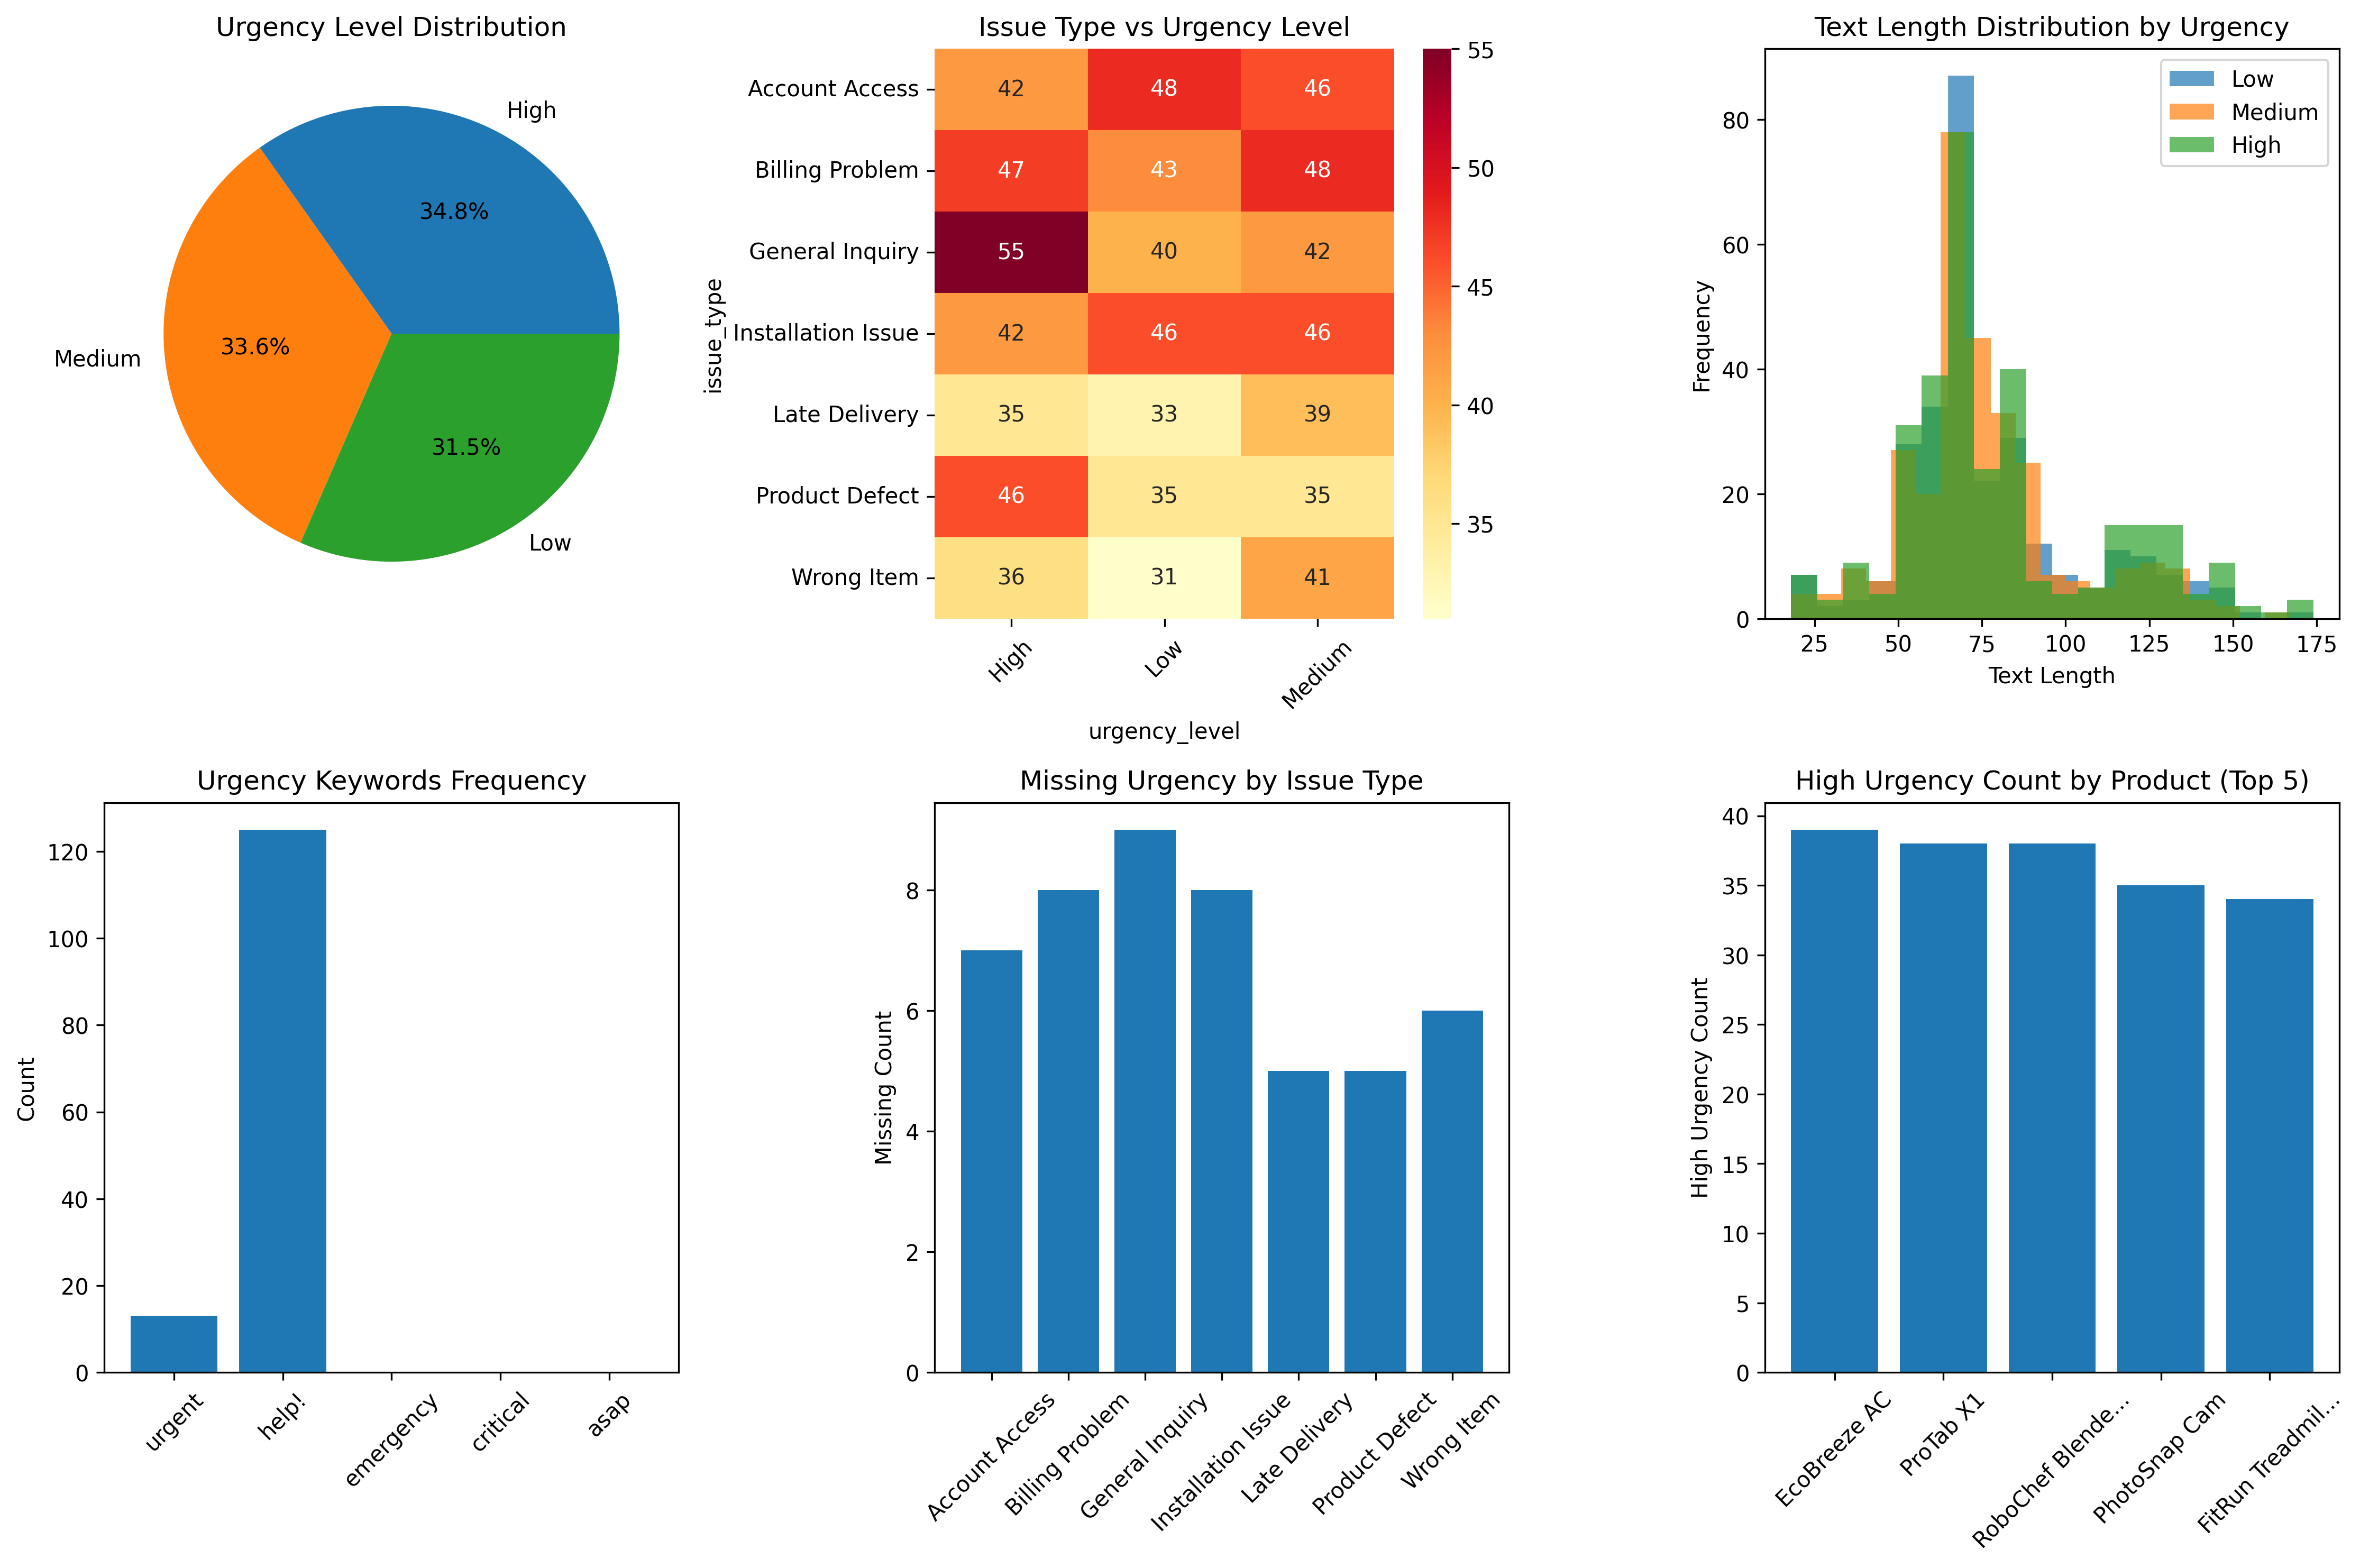 Urgency Level Distribution
High
34.8%
Medium
33.6%
Low
31.5%
Issue Type vs Urgency Level
issue_type
Account Access
42
48
46
Billing Problem
47
43
48
General Inquiry
55
40
42
Installation Issue
42
46
46
Late Delivery
35
33
39
Product Defect
46
35
35
Wrong Item
36
31
41
High
Low
Medium
urgency_level
55
50
45
40
35
Text Length Distribution by Urgency
Low
Medium
High
Frequency
80
60
40
20
0
25
50
75
100
125
150
175
Text Length
Urgency Keywords Frequency
Count
120
100
80
60
40
20
0
urgent
help!
emergency
critical
asap
Missing Urgency by Issue Type
Missing Count
8
6
4
2
0
Account Access
Billing Problem
General Inquiry
Installation Issue
Late Delivery
Product Defect
Wrong Item
High Urgency Count by Product (Top 5)
High Urgency Count
40
35
30
25
20
15
10
5
0
EcoBreeze AC
ProTab X1
RoboChef Blende...
PhotoSnap Cam
FitRun Treadmil...